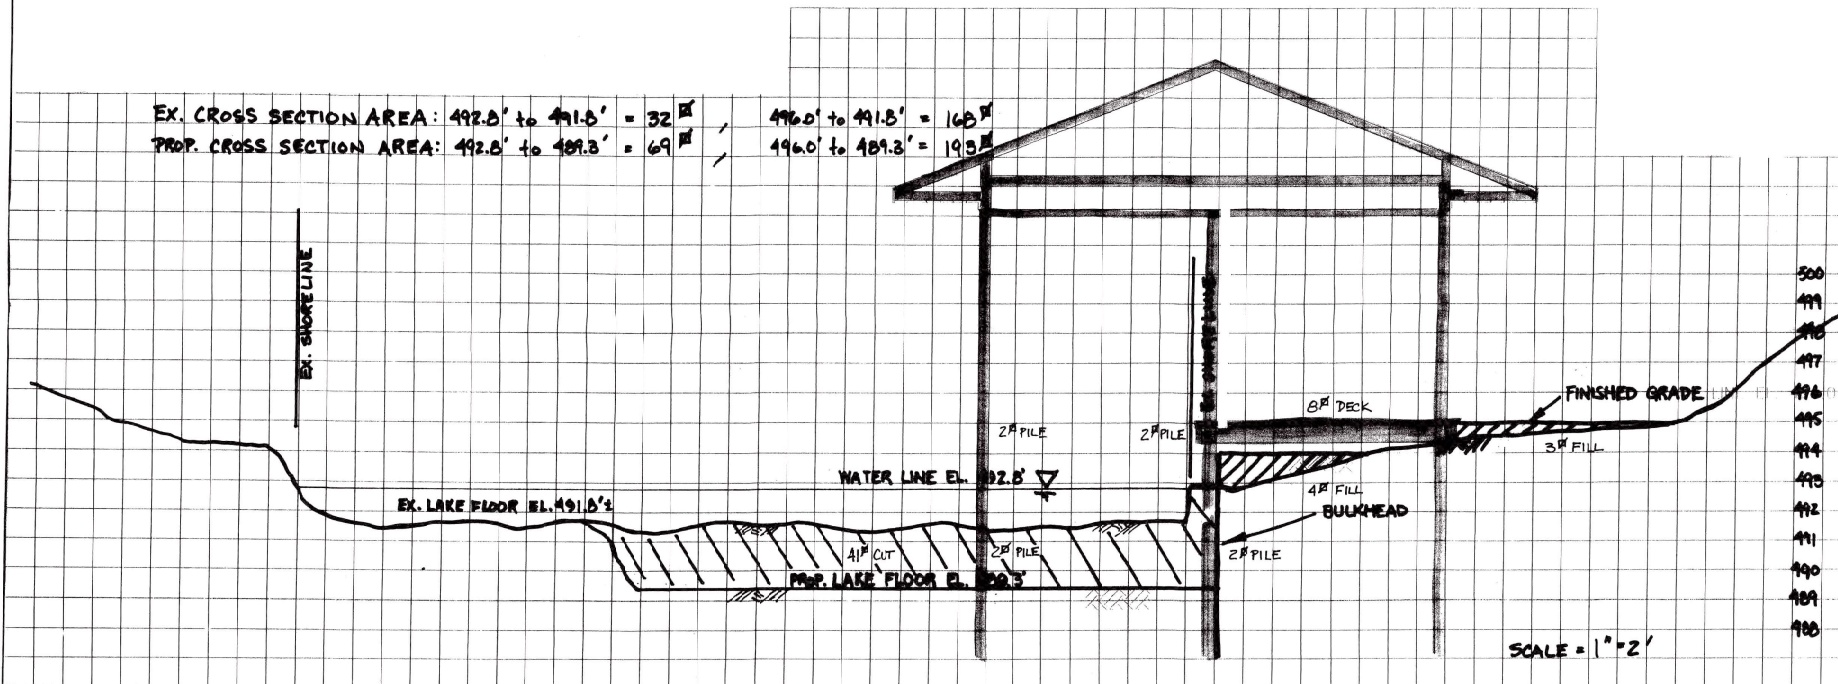 EX. CROSS SECTION AREA: 492.8' to 491.8' = 32 ⌷, 496.0' to 491.8' = 168 ⌷
PROP. CROSS SECTION AREA: 492.8' to 489.3' = 69 ⌷, 496.0' to 489.3' = 193 ⌷
EX. SHORELINE
EX. SHORELINE
500
499
498
497
496
495
494
493
492
491
490
489
488
FINISHED GRADE
8⌷ DECK
2⌷ PILE
2⌷ PILE
3⌷ FILL
WATER LINE EL. 492.8'
4⌷ FILL
EX. LAKE FLOOR EL. 491.8'±
BULKHEAD
41⌷ CUT
2⌷ PILE
2⌷ PILE
PROP. LAKE FLOOR EL. 489.3'
SCALE = 1" = 2'